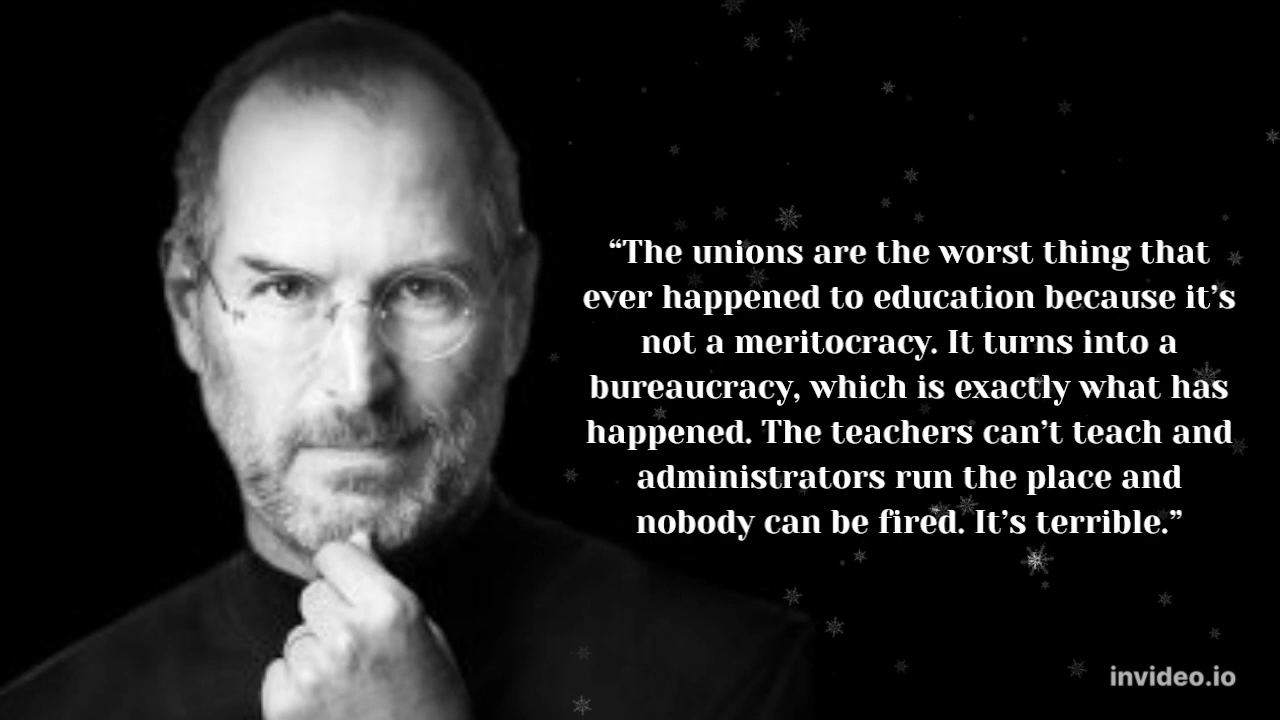 “The unions are the worst thing that
ever happened to education because it’s
not a meritocracy. It turns into a
bureaucracy, which is exactly what has
happened. The teachers can’t teach and
administrators run the place and
nobody can be fired. It’s terrible.”
invideo.io